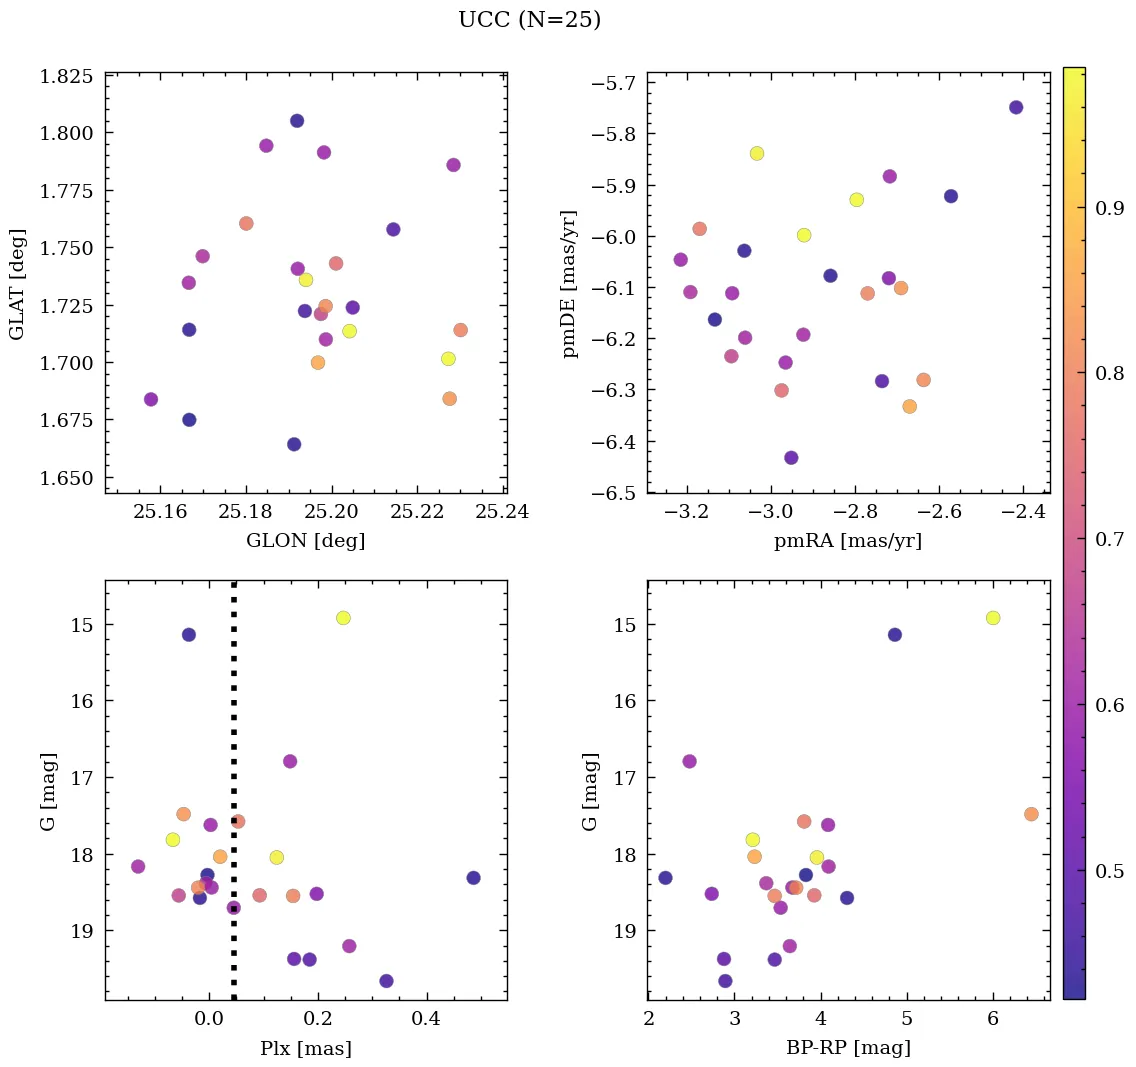 UCC (N=25)
1.825
1.800
1.775
1.750
1.725
1.700
1.675
1.650
GLAT [deg]
25.16 25.18 25.20 25.22 25.24
GLON [deg]
−5.7
−5.8
−5.9
−6.0
−6.1
−6.2
−6.3
−6.4
−6.5
pmDE [mas/yr]
−3.2 −3.0 −2.8 −2.6 −2.4
pmRA [mas/yr]
15
16
17
18
19
G [mag]
0.0 0.2 0.4
Plx [mas]
15
16
17
18
19
G [mag]
2 3 4 5 6
BP-RP [mag]
0.9
0.8
0.7
0.6
0.5